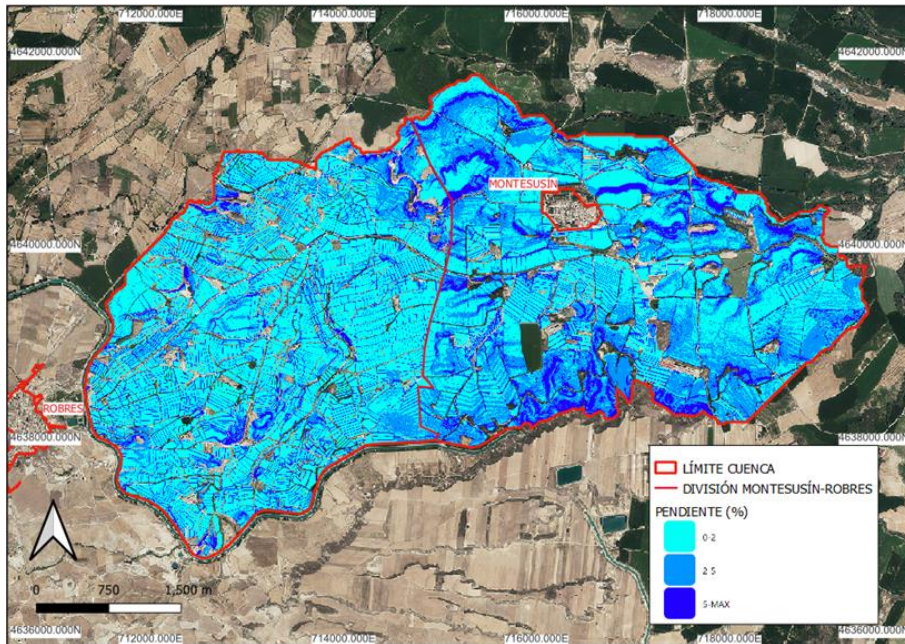 712000.000E 714000.000E 716000.000E 718000.000E
4642000.000N 4642000.000N
MONTESUSÍN
4640000.000N 4640000.000N
ROBRES
4638000.000N 4638000.000N
LÍMITE CUENCA
DIVISIÓN MONTESUSÍN-ROBRES
PENDIENTE (%)
0-2
2-5
5-MAX
0 750 1,500 m
4636000.000N 4636000.000N
712000.000E 714000.000E 716000.000E 718000.000E